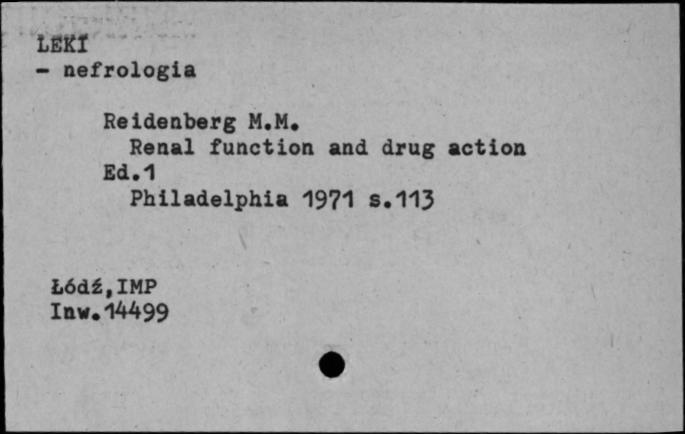 LEKI
- nefrologia
Reidenberg M.M.
Renal function and drug action
Ed.1
Philadelphia 1971 s.113
Łódź,IMP
Inw.14499